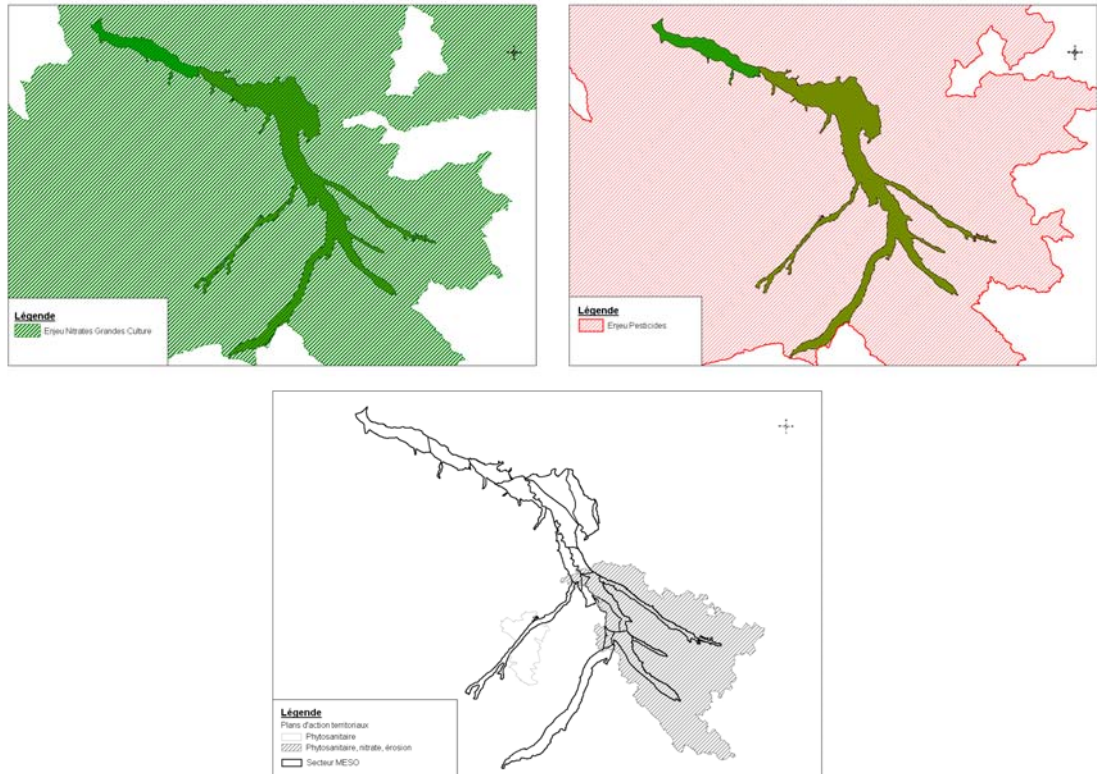 Légende
Enjeu Nitrates Grandes Culture
Légende
Enjeu Pesticides
Légende
Plans d'action territoriaux
Phytosanitaire
Phytosanitaire, nitrate, érosion
Secteur MESO